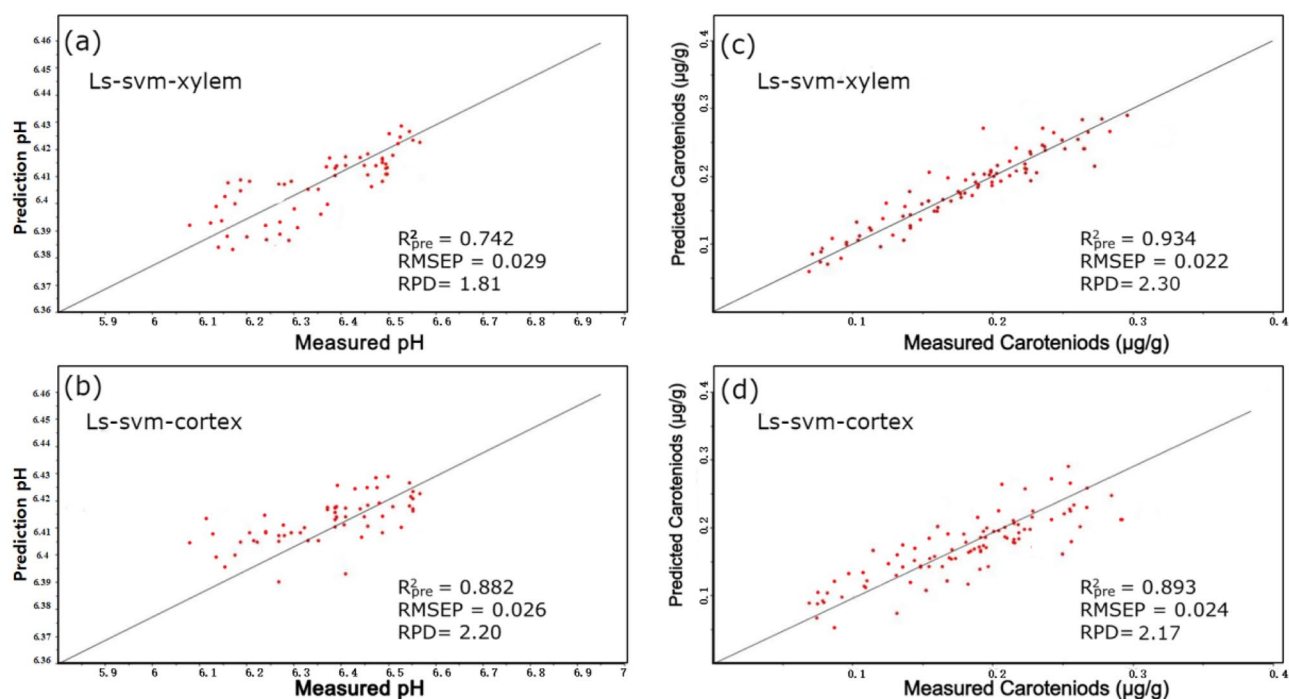 (a)
Ls-svm-xylem
Prediction pH
6.46
6.45
6.44
6.43
6.42
6.41
6.4
6.39
6.38
6.37
6.36
R²pre = 0.742
RMSEP = 0.029
RPD= 1.81
5.9 6 6.1 6.2 6.3 6.4 6.5 6.6 6.7 6.8 6.9 7
Measured pH
(c)
Ls-svm-xylem
Predicted Caroteniods (μg/g)
0.4
0.3
0.2
0.1
R²pre = 0.934
RMSEP = 0.022
RPD= 2.30
0.1 0.2 0.3 0.4
Measured Caroteniods (μg/g)
(b)
Ls-svm-cortex
Prediction pH
6.46
6.45
6.44
6.43
6.42
6.41
6.4
6.39
6.38
6.37
6.36
R²pre = 0.882
RMSEP = 0.026
RPD= 2.20
5.9 6 6.1 6.2 6.3 6.4 6.5 6.6 6.7 6.8 6.9 7
Measured pH
(d)
Ls-svm-cortex
Predicted Caroteniods (μg/g)
0.4
0.3
0.2
0.1
R²pre = 0.893
RMSEP = 0.024
RPD= 2.17
0.1 0.2 0.3 0.4
Measured Caroteniods (μg/g)